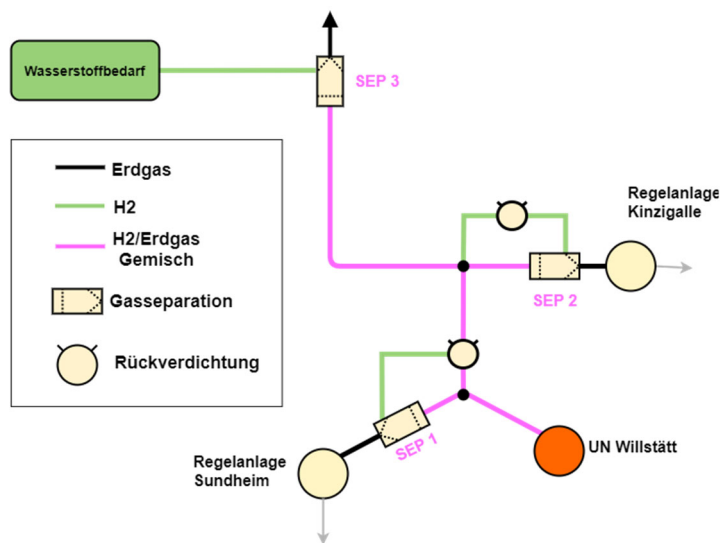 Wasserstoffbedarf
SEP 3
Erdgas
H2
H2/Erdgas
Gemisch
Gasseparation
Rückverdichtung
Regelanlage
Kinzigalle
SEP 2
SEP 1
Regelanlage
Sundheim
UN Willstätt